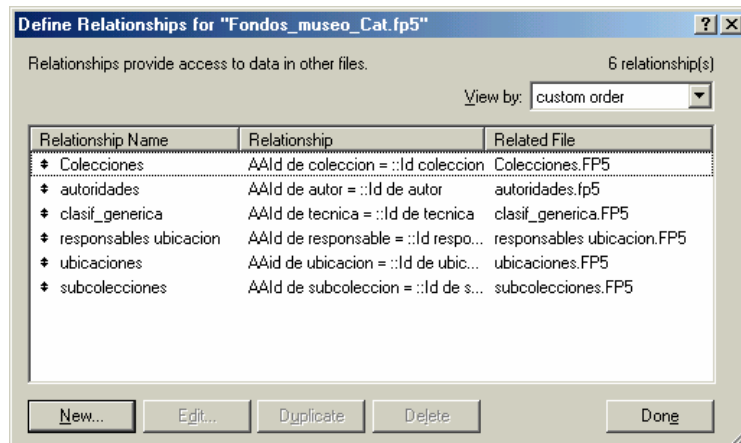 Define Relationships for "Fondos_museo_Cat.fp5"
Relationships provide access to data in other files. 6 relationship(s)
View by: custom order
Relationship Name Relationship Related File
Colecciones AAId de coleccion = ::Id coleccion Colecciones.FP5
autoridades AAId de autor = ::Id de autor autoridades.fp5
clasif_generica AAId de tecnica = ::Id de tecnica clasif_generica.FP5
responsables ubicacion AAId de responsable = ::Id respo... responsables ubicacion.FP5
ubicaciones AAid de ubicacion = ::Id de ubic... ubicaciones.FP5
subcolecciones AAId de subcoleccion = ::Id de s... subcolecciones.FP5
New... Edit... Duplicate Delete Done